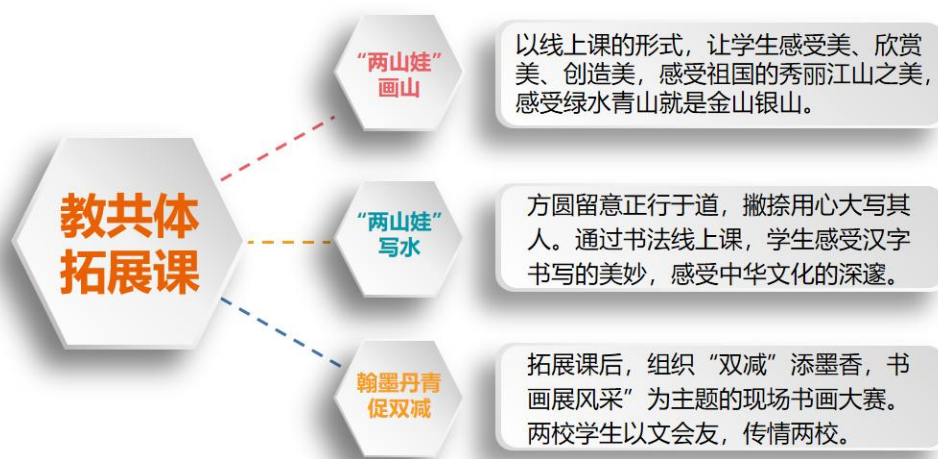 教共体
拓展课
“两山娃”
画山
以线上课的形式，让学生感受美、欣赏
美、创造美，感受祖国的秀丽江山之美，
感受绿水青山就是金山银山。
“两山娃”
写水
方圆留意正行于道，撇捺用心大写其
人。通过书法线上课，学生感受汉字
书写的美妙，感受中华文化的深邃。
翰墨丹青
促双减
拓展课后，组织“双减”添墨香，书
画展风采”为主题的现场书画大赛。
两校学生以文会友，传情两校。